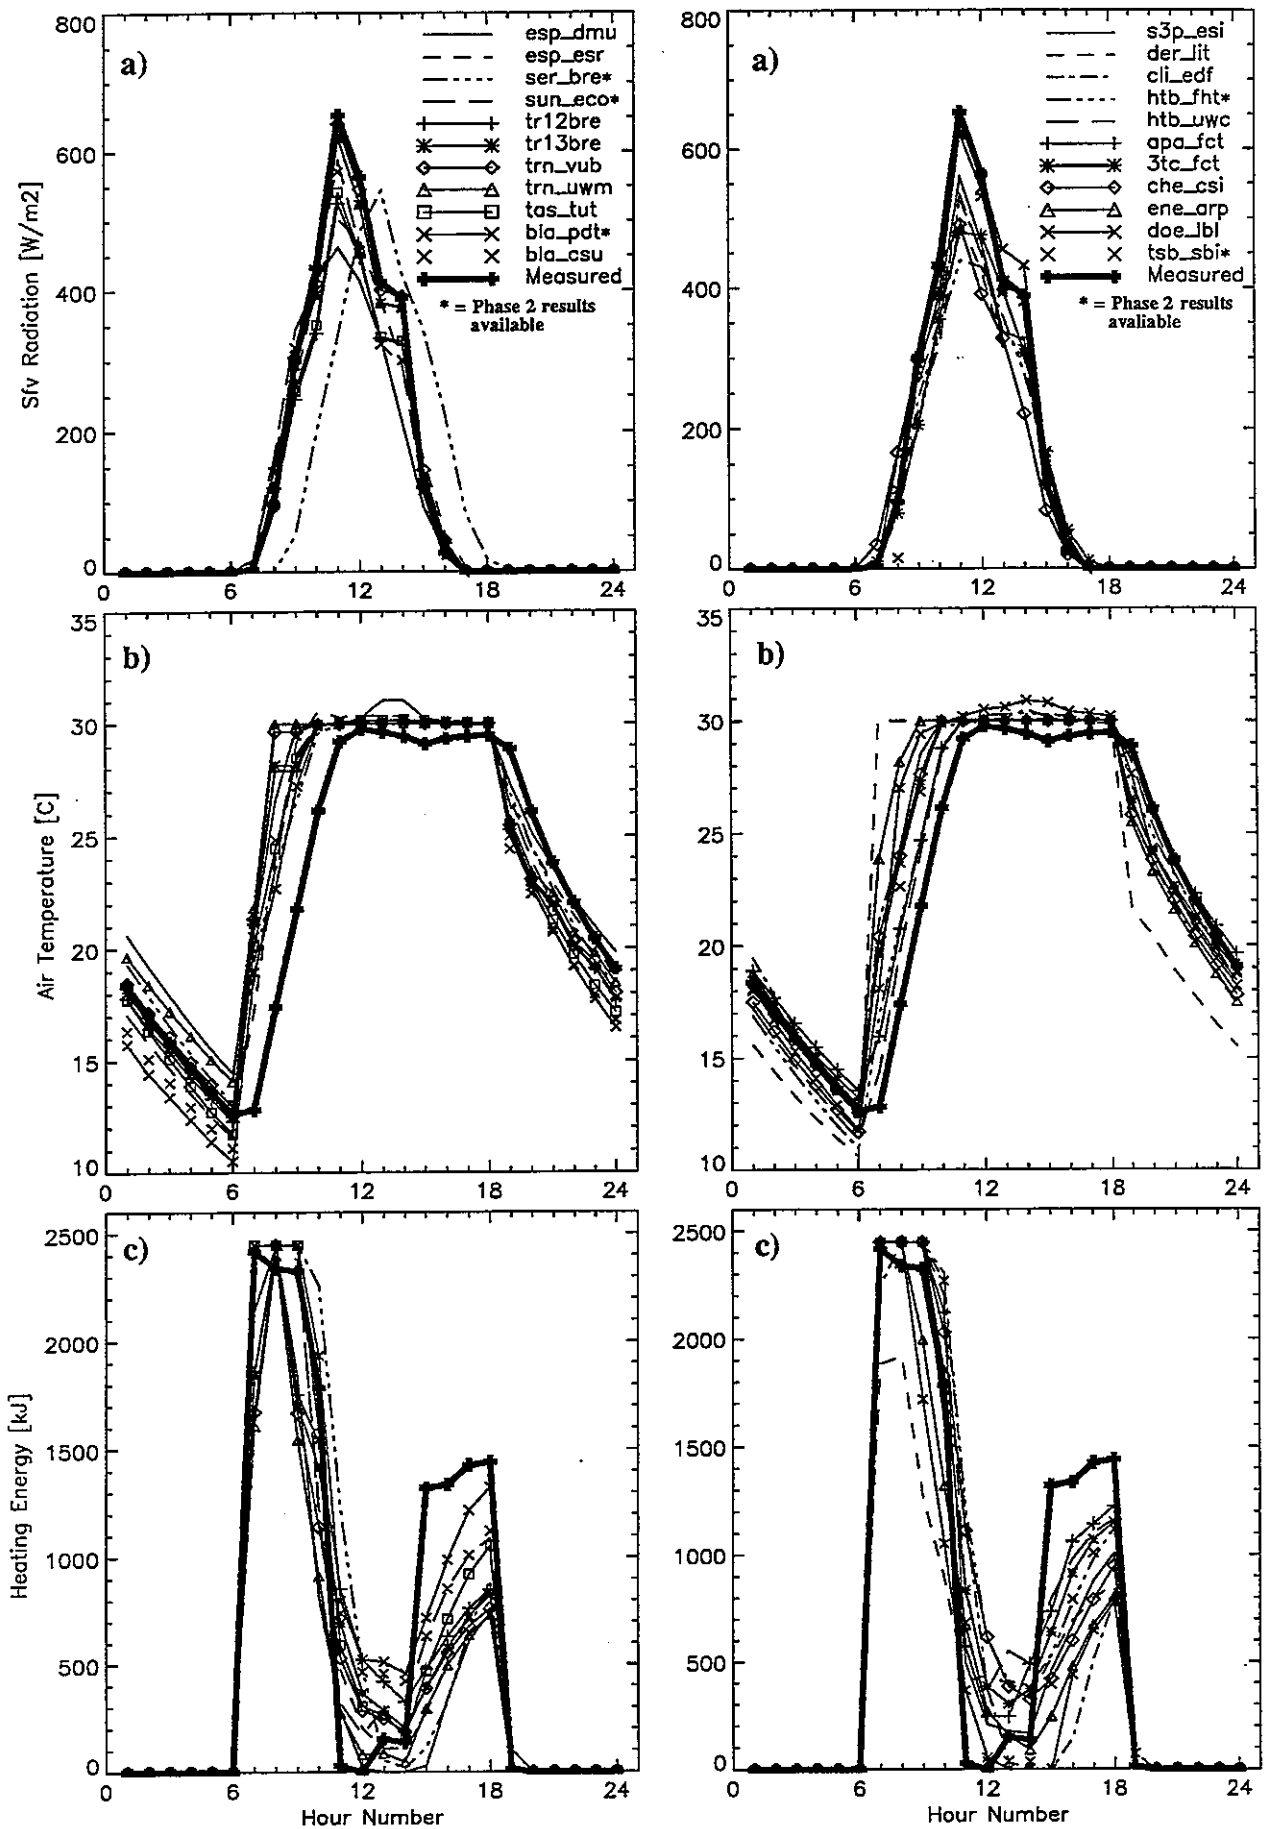 800
600
400
200
0
Sfv Radiation [W/m2]
a)
esp_dmu
esp_esr
ser_bre*
sun_eco*
tr12bre
tr13bre
trn_vub
trn_uwm
tas_tut
bla_pdt*
bla_csu
Measured
* = Phase 2 results
available
0 6 12 18 24
800
600
400
200
0
a)
s3p_esi
der_lit
cli_edf
htb_fht*
htb_uwc
apa_fct
3tc_fct
che_csi
ene_arp
doe_lbl
tsb_sbi*
Measured
* = Phase 2 results
avaliable
0 6 12 18 24
35
30
25
20
15
10
Air Temperature [C]
b)
0 6 12 18 24
35
30
25
20
15
10
b)
0 6 12 18 24
2500
2000
1500
1000
500
0
Heating Energy [kJ]
c)
0 6 12 18 24
Hour Number
2500
2000
1500
1000
500
0
c)
0 6 12 18 24
Hour Number